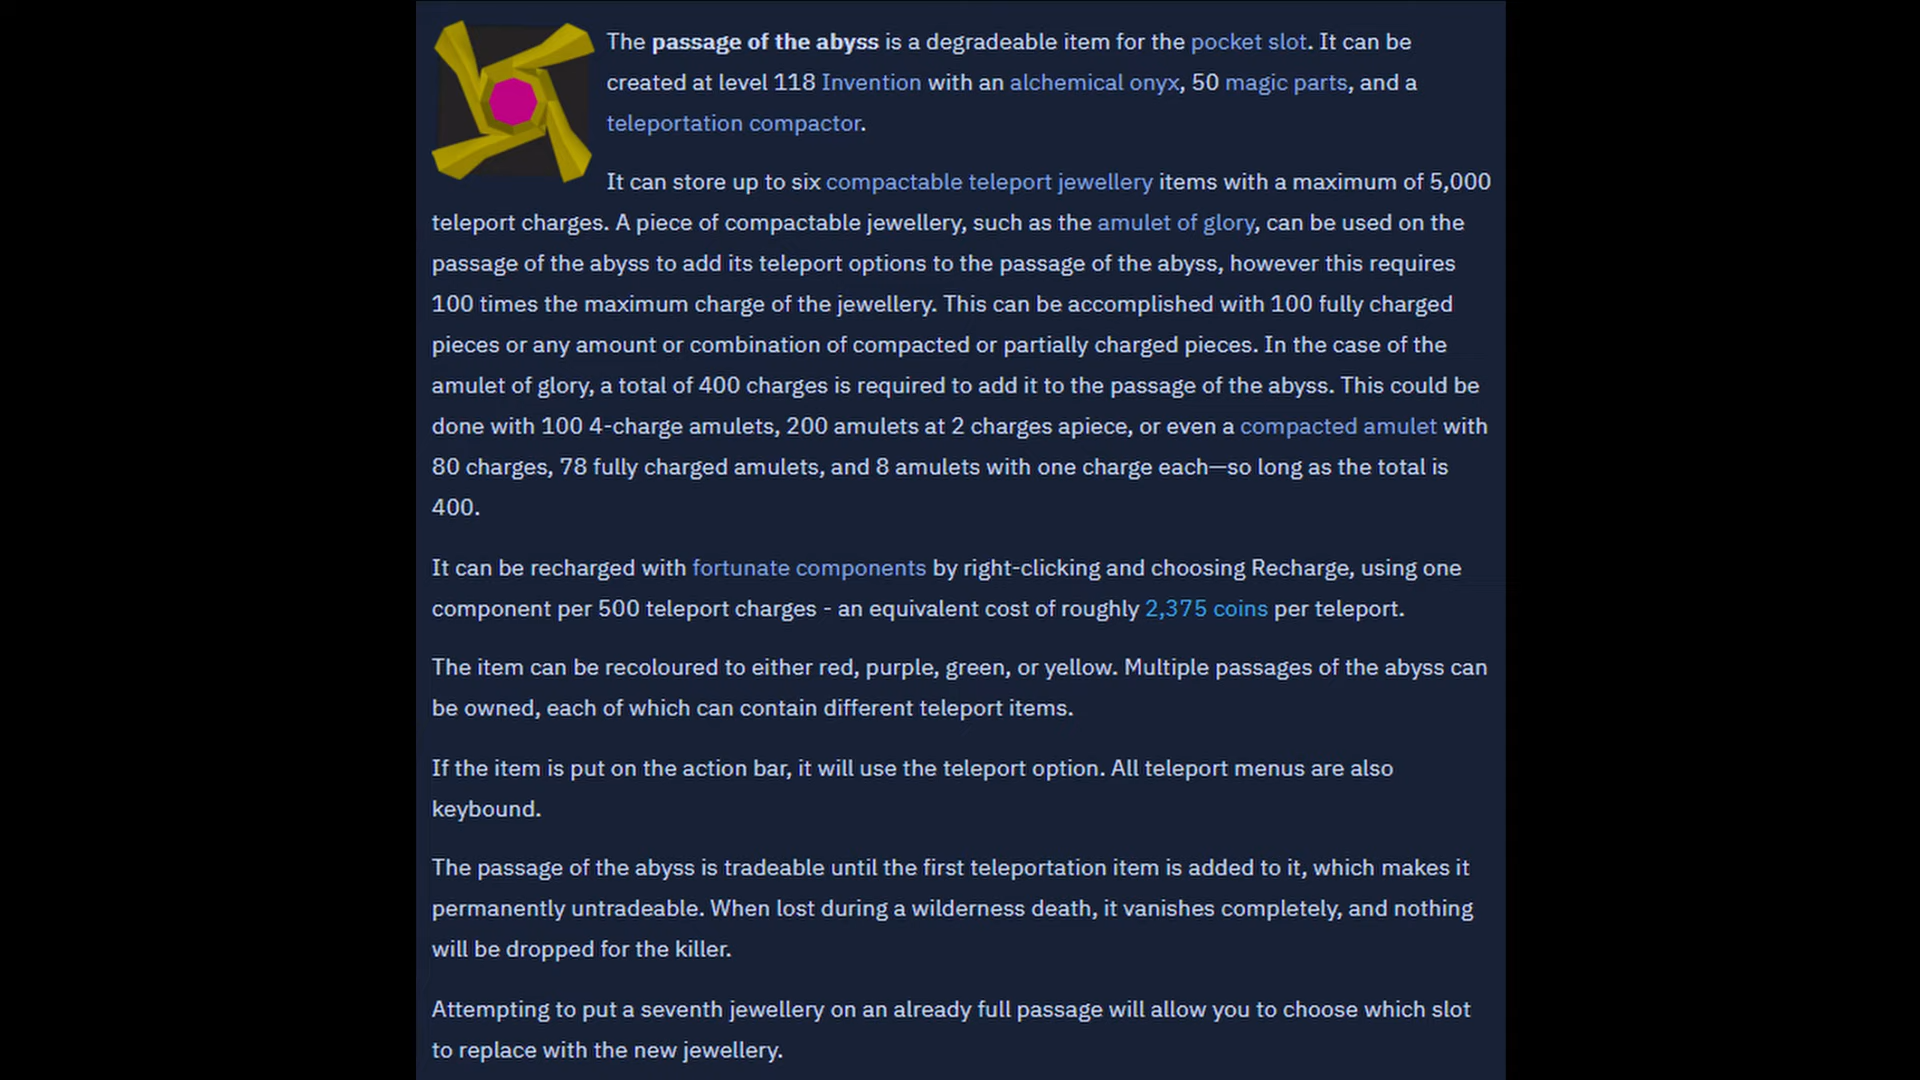 The passage of the abyss is a degradeable item for the pocket slot. It can be
created at level 118 Invention with an alchemical onyx, 50 magic parts, and a
teleportation compactor.
It can store up to six compactable teleport jewellery items with a maximum of 5,000
teleport charges. A piece of compactable jewellery, such as the amulet of glory, can be used on the
passage of the abyss to add its teleport options to the passage of the abyss, however this requires
100 times the maximum charge of the jewellery. This can be accomplished with 100 fully charged
pieces or any amount or combination of compacted or partially charged pieces. In the case of the
amulet of glory, a total of 400 charges is required to add it to the passage of the abyss. This could be
done with 100 4-charge amulets, 200 amulets at 2 charges apiece, or even a compacted amulet with
80 charges, 78 fully charged amulets, and 8 amulets with one charge each—so long as the total is
400.
It can be recharged with fortunate components by right-clicking and choosing Recharge, using one
component per 500 teleport charges - an equivalent cost of roughly 2,375 coins per teleport.
The item can be recoloured to either red, purple, green, or yellow. Multiple passages of the abyss can
be owned, each of which can contain different teleport items.
If the item is put on the action bar, it will use the teleport option. All teleport menus are also
keybound.
The passage of the abyss is tradeable until the first teleportation item is added to it, which makes it
permanently untradeable. When lost during a wilderness death, it vanishes completely, and nothing
will be dropped for the killer.
Attempting to put a seventh jewellery on an already full passage will allow you to choose which slot
to replace with the new jewellery.